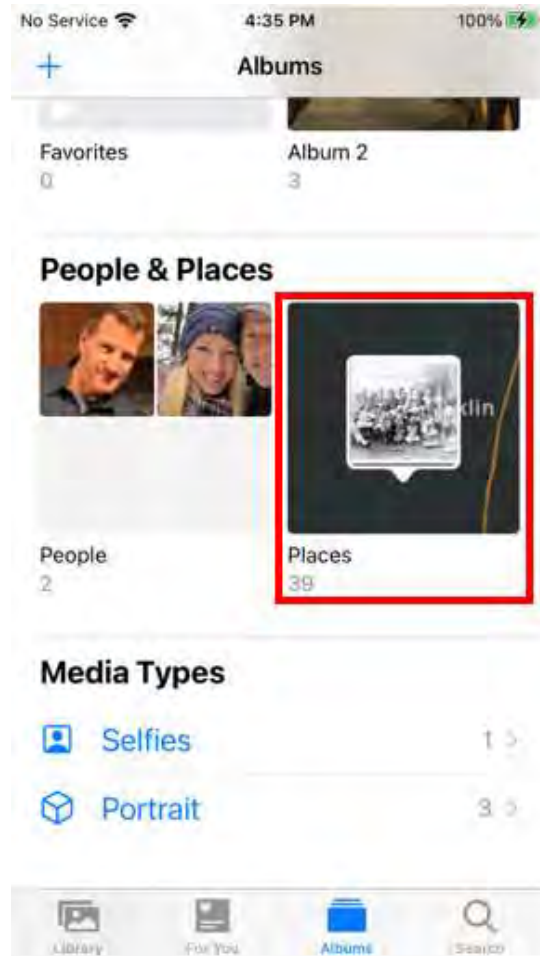 No Service 4:35 PM 100%
+ Albums
Favorites Album 2
0 3
People & Places
klin
People Places
2 39
Media Types
Selfies 1
Portrait 3
Library For You Albums Search